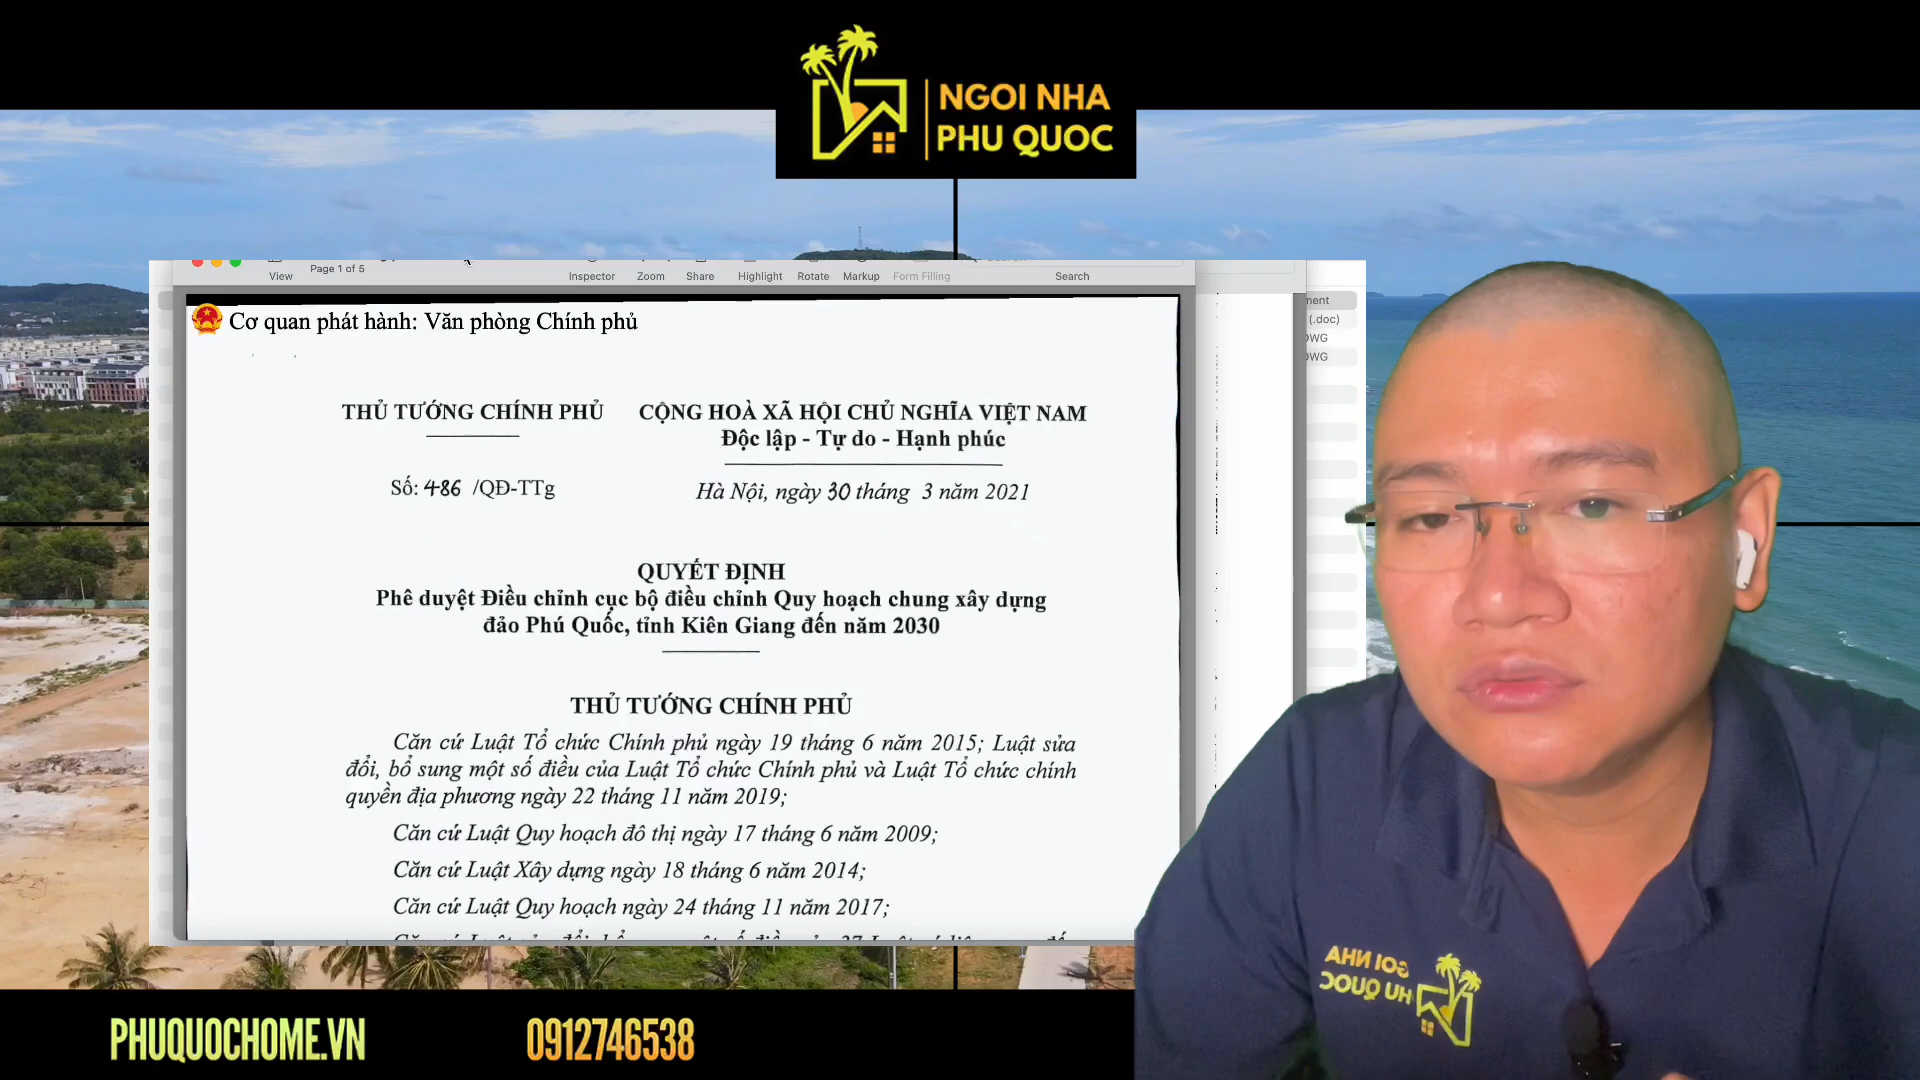 NGOI NHA
PHU QUOC
Page 1 of 5
View
Inspector
Zoom
Share
Highlight
Rotate
Markup
Form Filling
Search
(.doc)
DWG
DWG
Cơ quan phát hành: Văn phòng Chính phủ
THỦ TƯỚNG CHÍNH PHỦ
CỘNG HOÀ XÃ HỘI CHỦ NGHĨA VIỆT NAM
Độc lập - Tự do - Hạnh phúc
Số: 486 /QĐ-TTg
Hà Nội, ngày 30 tháng 3 năm 2021
QUYẾT ĐỊNH
Phê duyệt Điều chỉnh cục bộ điều chỉnh Quy hoạch chung xây dựng
đảo Phú Quốc, tỉnh Kiên Giang đến năm 2030
THỦ TƯỚNG CHÍNH PHỦ
Căn cứ Luật Tổ chức Chính phủ ngày 19 tháng 6 năm 2015; Luật sửa
đổi, bổ sung một số điều của Luật Tổ chức Chính phủ và Luật Tổ chức chính
quyền địa phương ngày 22 tháng 11 năm 2019;
Căn cứ Luật Quy hoạch đô thị ngày 17 tháng 6 năm 2009;
Căn cứ Luật Xây dựng ngày 18 tháng 6 năm 2014;
Căn cứ Luật Quy hoạch ngày 24 tháng 11 năm 2017;
NGOI NHA
HU QUOC
PHUQUOCHOME.VN
0912746538